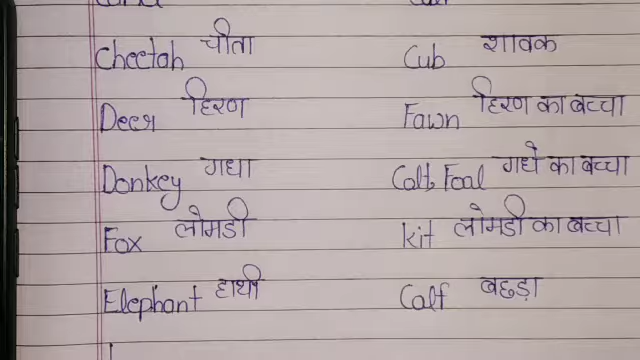 Cheetah चीता Cub शावक
Deer हिरण Fawn हिरण का बच्चा
Donkey गधा Colt, Foal गधे का बच्चा
Fox लोमडी kit लोमडी का बच्चा
Elephant हाथी Calf बछड़ा